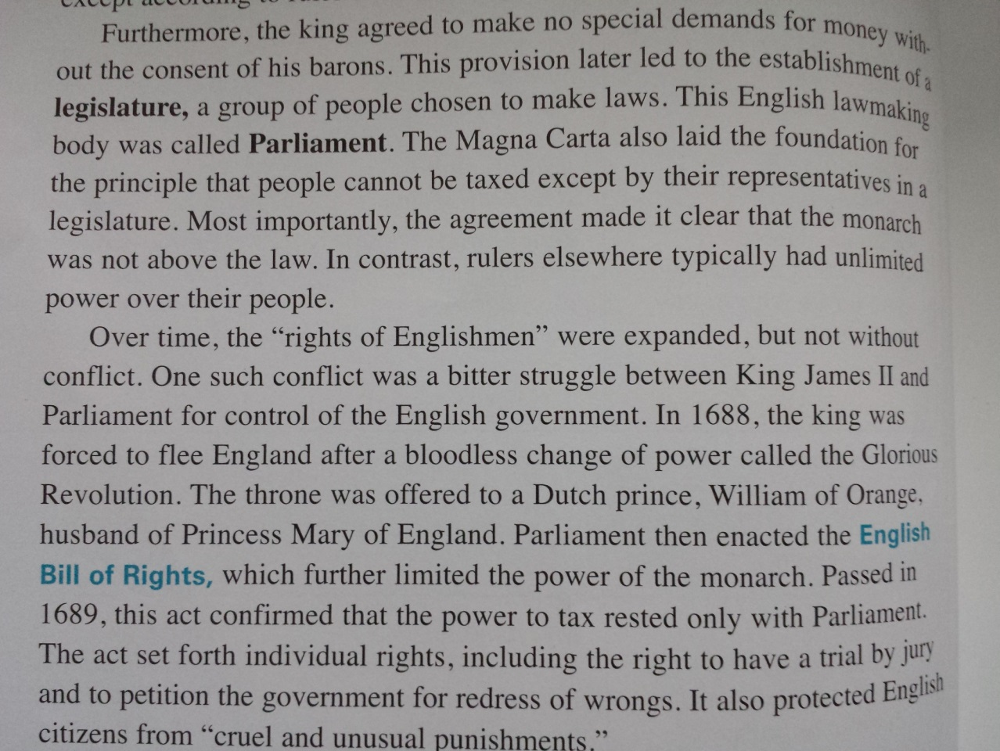 except according to
Furthermore, the king agreed to make no special demands for money with-
out the consent of his barons. This provision later led to the establishment of a
legislature, a group of people chosen to make laws. This English lawmaking
body was called Parliament. The Magna Carta also laid the foundation for
the principle that people cannot be taxed except by their representatives in a
legislature. Most importantly, the agreement made it clear that the monarch
was not above the law. In contrast, rulers elsewhere typically had unlimited
power over their people.
Over time, the “rights of Englishmen” were expanded, but not without
conflict. One such conflict was a bitter struggle between King James II and
Parliament for control of the English government. In 1688, the king was
forced to flee England after a bloodless change of power called the Glorious
Revolution. The throne was offered to a Dutch prince, William of Orange,
husband of Princess Mary of England. Parliament then enacted the English
Bill of Rights, which further limited the power of the monarch. Passed in
1689, this act confirmed that the power to tax rested only with Parliament.
The act set forth individual rights, including the right to have a trial by jury
and to petition the government for redress of wrongs. It also protected English
citizens from “cruel and unusual punishments.”